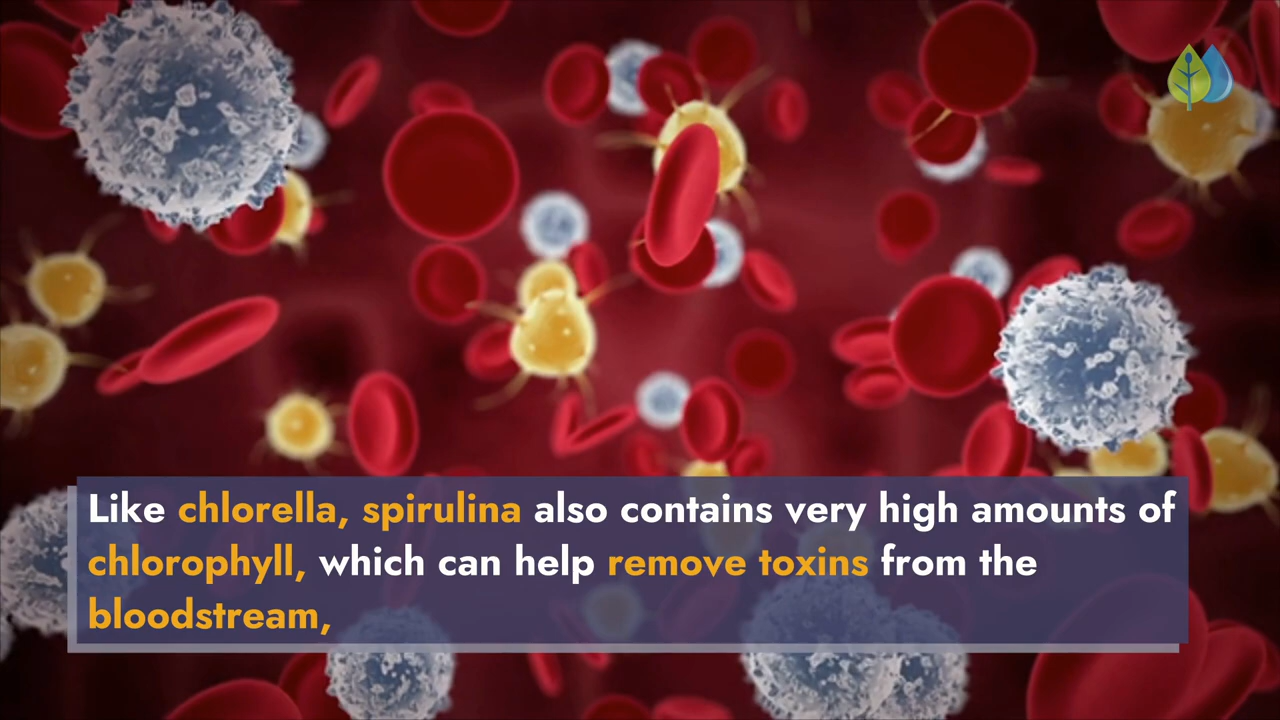 Like chlorella, spirulina also contains very high amounts of
chlorophyll, which can help remove toxins from the
bloodstream,